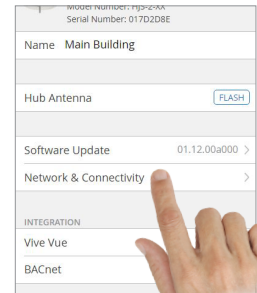 Model Number: HJS-2-XX
Serial Number: 017D2D8E
Name Main Building
Hub Antenna FLASH
Software Update 01.12.00a000 >
Network & Connectivity >
INTEGRATION
Vive Vue
BACnet